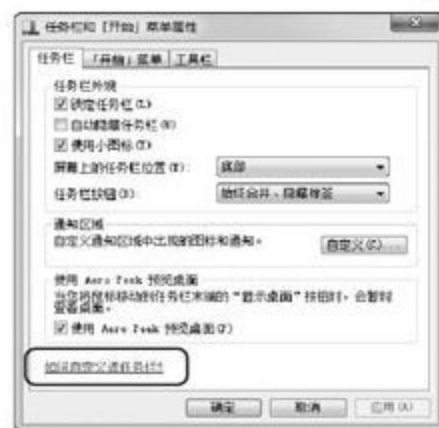 任务栏和「开始」菜单属性
任务栏 「开始」菜单 工具栏
任务栏外观
锁定任务栏(L)
自动隐藏任务栏(U)
使用小图标(I)
屏幕上的任务栏位置(T): 底部
任务栏按钮(B): 始终合并、隐藏标签
通知区域
自定义通知区域中出现的图标和通知。 自定义(C)...
使用 Aero Peek 预览桌面
当您将鼠标移动到任务栏末端的“显示桌面”按钮时，会暂时
查看桌面。
使用 Aero Peek 预览桌面(P)
如何自定义该任务栏?
确定 取消 应用(A)